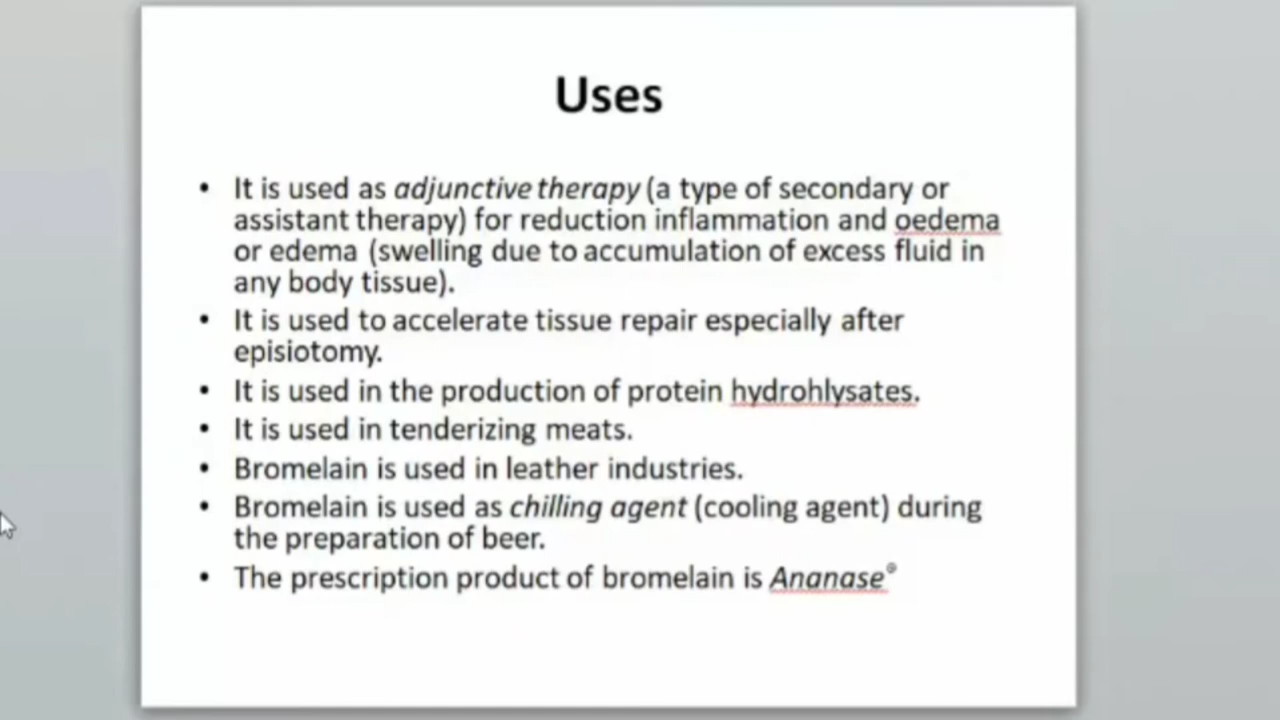 Uses
• It is used as adjunctive therapy (a type of secondary or
assistant therapy) for reduction inflammation and oedema
or edema (swelling due to accumulation of excess fluid in
any body tissue).
• It is used to accelerate tissue repair especially after
episiotomy.
• It is used in the production of protein hydrohlysates.
• It is used in tenderizing meats.
• Bromelain is used in leather industries.
• Bromelain is used as chilling agent (cooling agent) during
the preparation of beer.
• The prescription product of bromelain is Ananase®